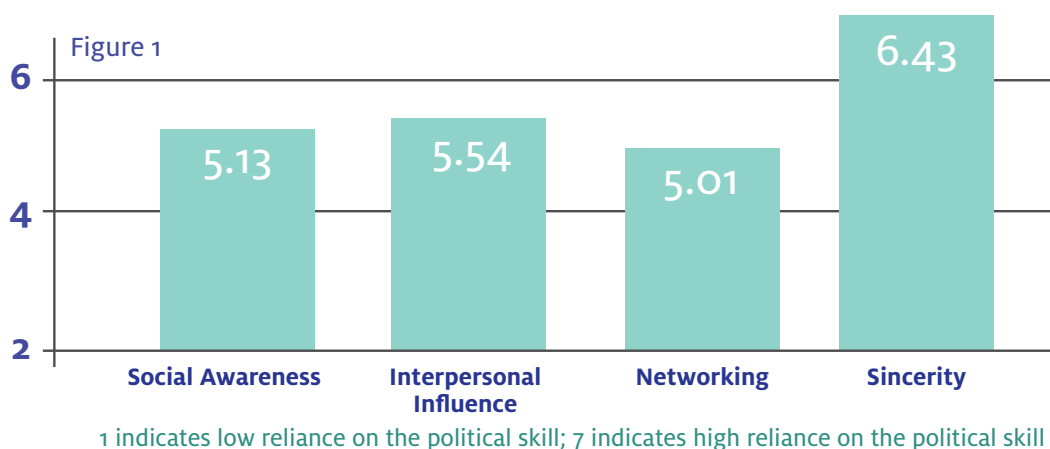 Figure 1
6
4
2
5.13
5.54
5.01
6.43
Social Awareness
Interpersonal
Influence
Networking
Sincerity
1 indicates low reliance on the political skill; 7 indicates high reliance on the political skill